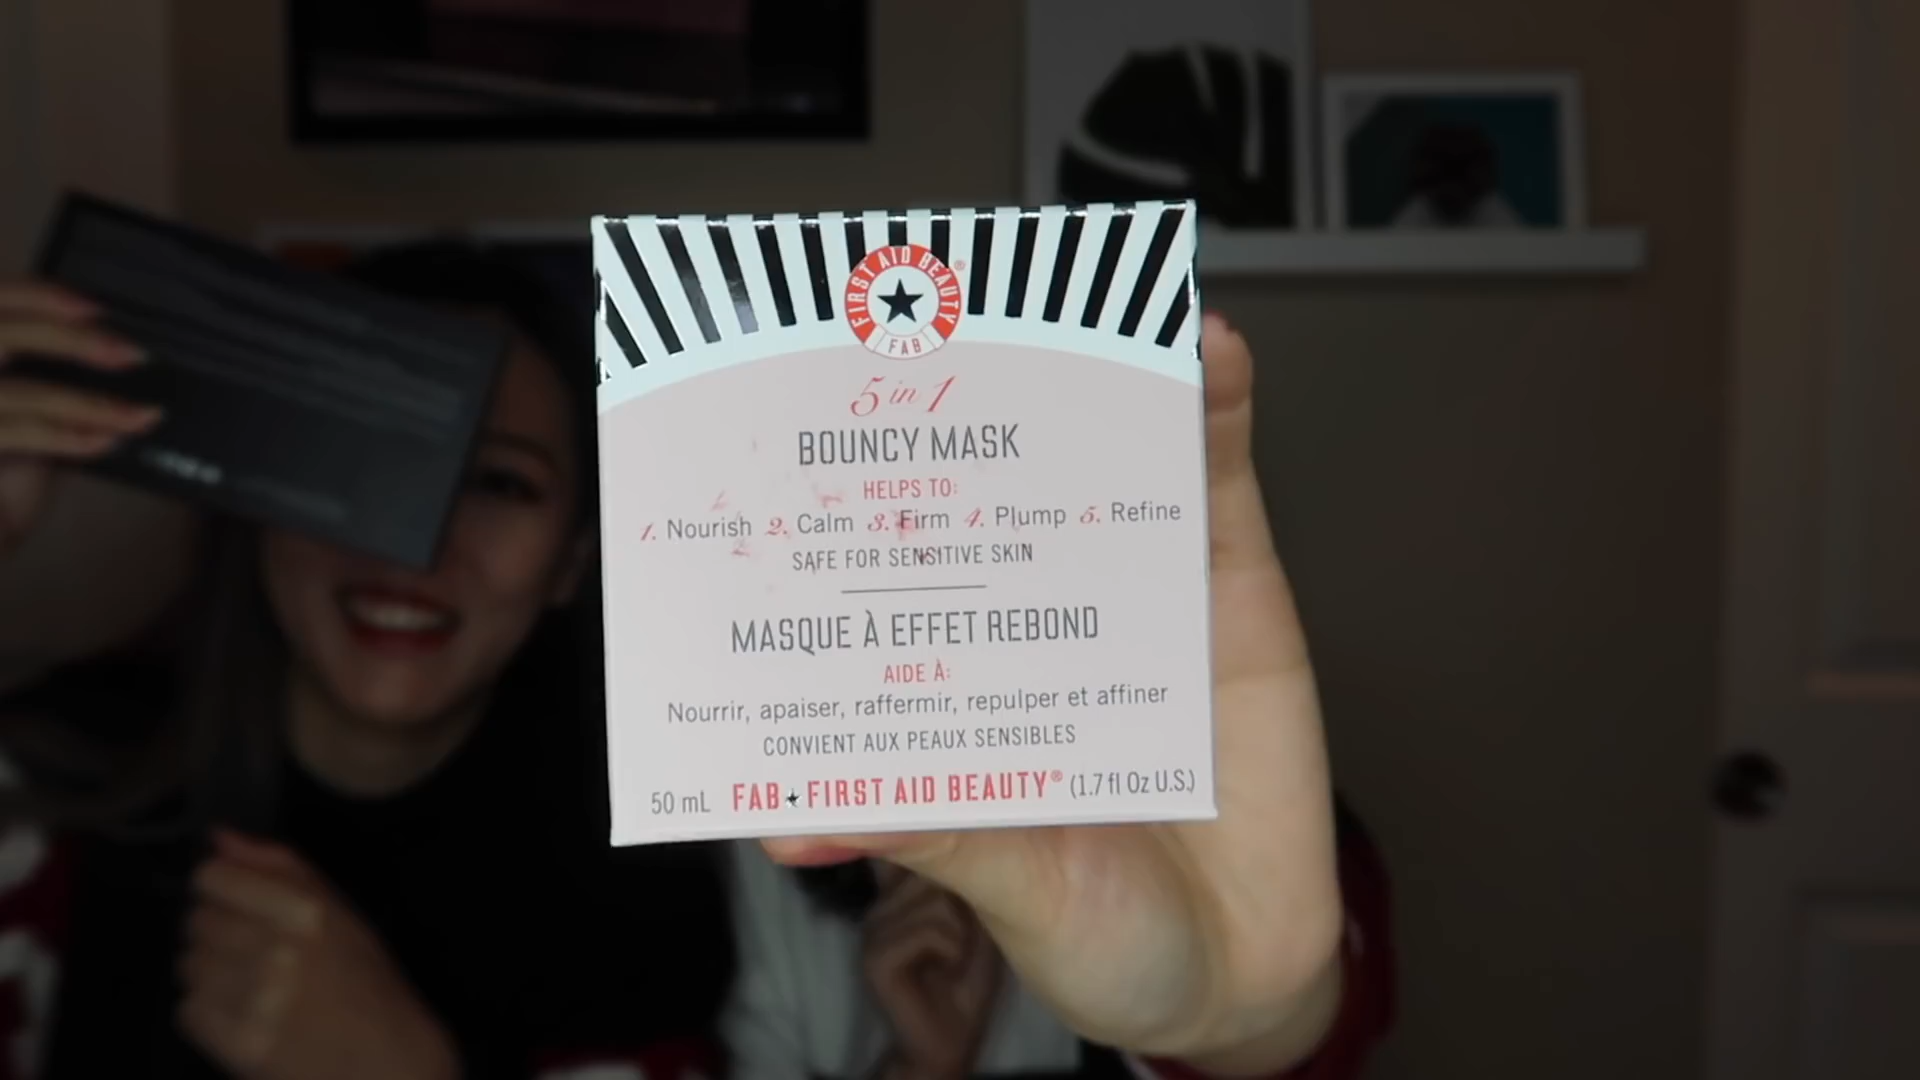 FIRST AID BEAUTY®
FAB
5 in 1
BOUNCY MASK
HELPS TO:
1. Nourish 2. Calm 3. Firm 4. Plump 5. Refine
SAFE FOR SENSITIVE SKIN
MASQUE À EFFET REBOND
AIDE À:
Nourrir, apaiser, raffermir, repulper et affiner
CONVIENT AUX PEAUX SENSIBLES
50 mL FAB★FIRST AID BEAUTY® (1.7 fl Oz U.S.)